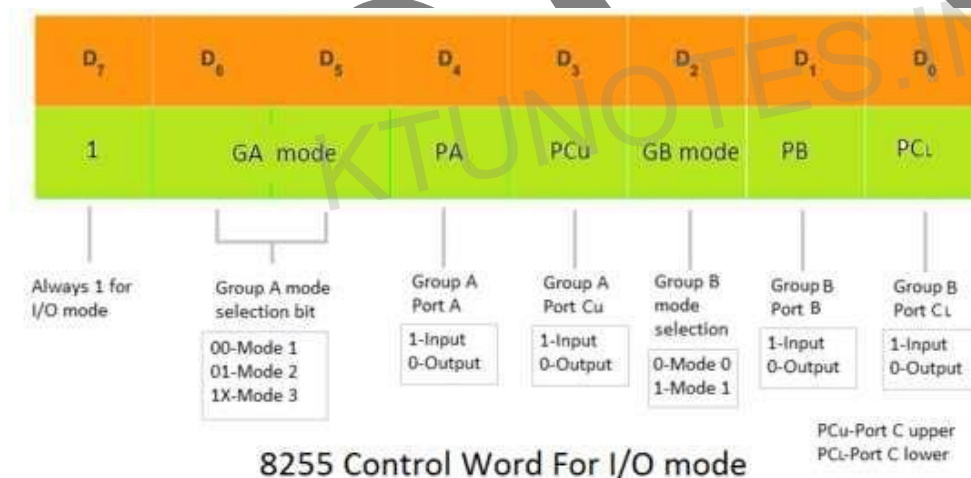 KTUNOTES.IN
D7 D6 D5 D4 D3 D2 D1 D0
1 GA mode PA PCu GB mode PB PCL
Always 1 for
I/O mode
Group A mode
selection bit
00-Mode 1
01-Mode 2
1X-Mode 3
Group A
Port A
1-Input
0-Output
Group A
Port Cu
1-Input
0-Output
Group B
mode
selection
0-Mode 0
1-Mode 1
Group B
Port B
1-Input
0-Output
Group B
Port CL
1-Input
0-Output
PCu-Port C upper
PCL-Port C lower
8255 Control Word For I/O mode